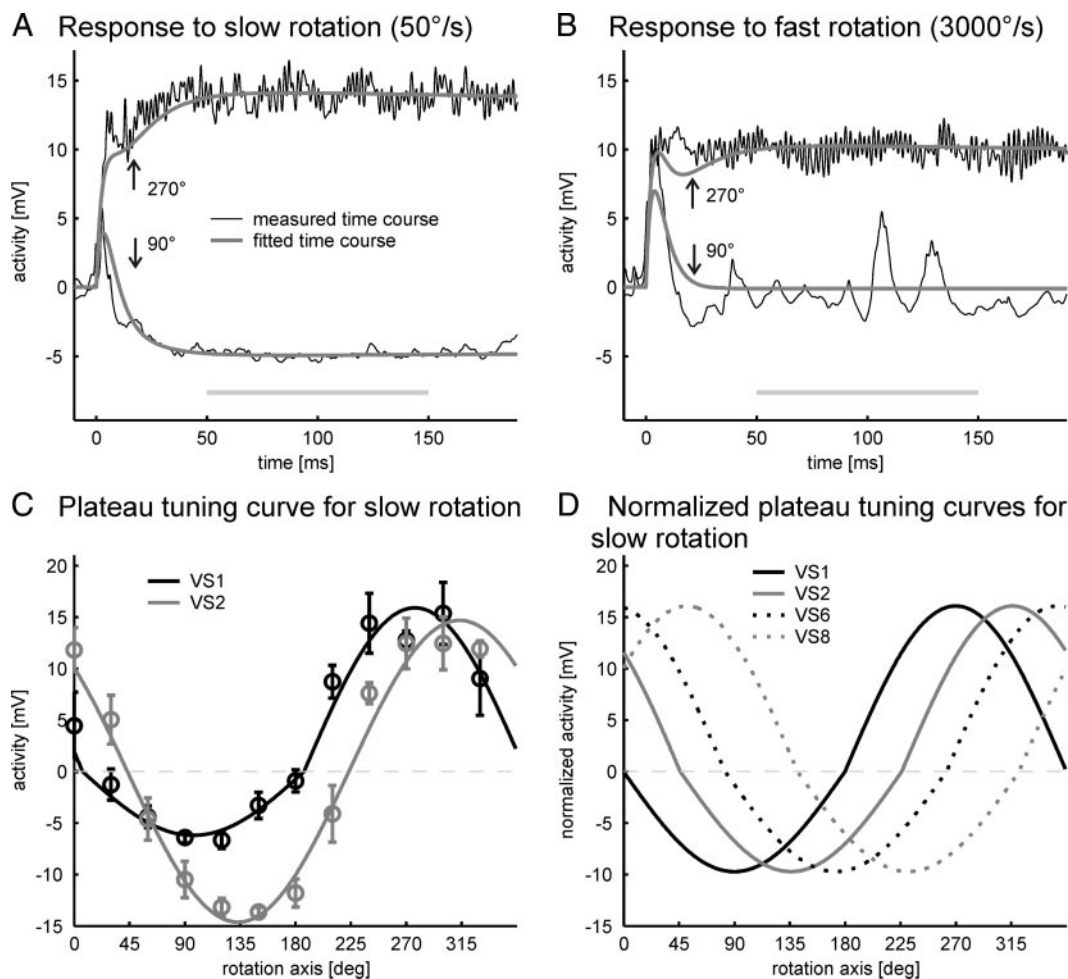 A Response to slow rotation (50°/s)
15
10
5
0
-5
activity [mV]
270°
90°
measured time course
fitted time course
0 50 100 150
time [ms]
B Response to fast rotation (3000°/s)
15
10
5
0
-5
activity [mV]
270°
90°
0 50 100 150
time [ms]
C Plateau tuning curve for slow rotation
20
15
10
5
0
-5
-10
-15
activity [mV]
VS1
VS2
0 45 90 135 180 225 270 315
rotation axis [deg]
D Normalized plateau tuning curves for
slow rotation
20
15
10
5
0
-5
-10
-15
normalized activity [mV]
VS1
VS2
VS6
VS8
0 45 90 135 180 225 270 315
rotation axis [deg]